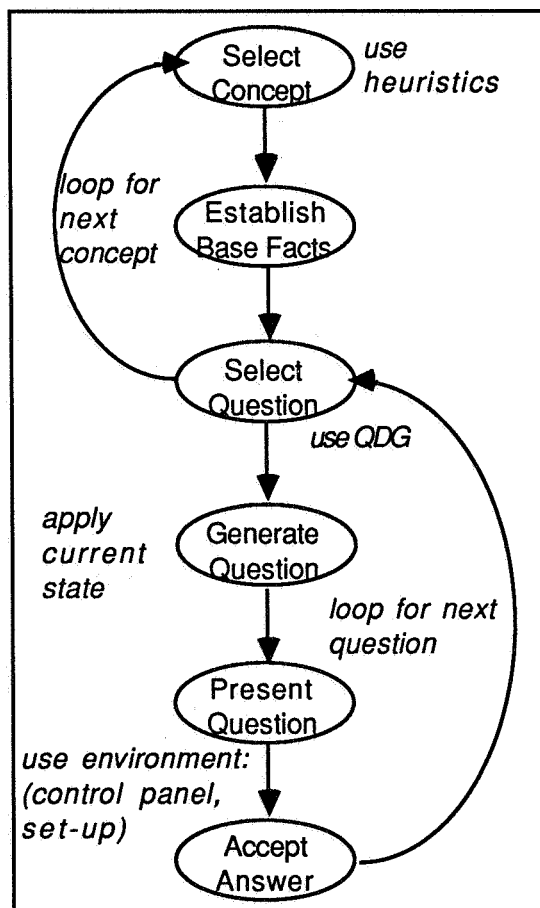 Select
Concept
use
heuristics
loop for
next
concept
Establish
Base Facts
Select
Question
use QDG
apply
current
state
Generate
Question
loop for next
question
Present
Question
use environment:
(control panel,
set-up)
Accept
Answer